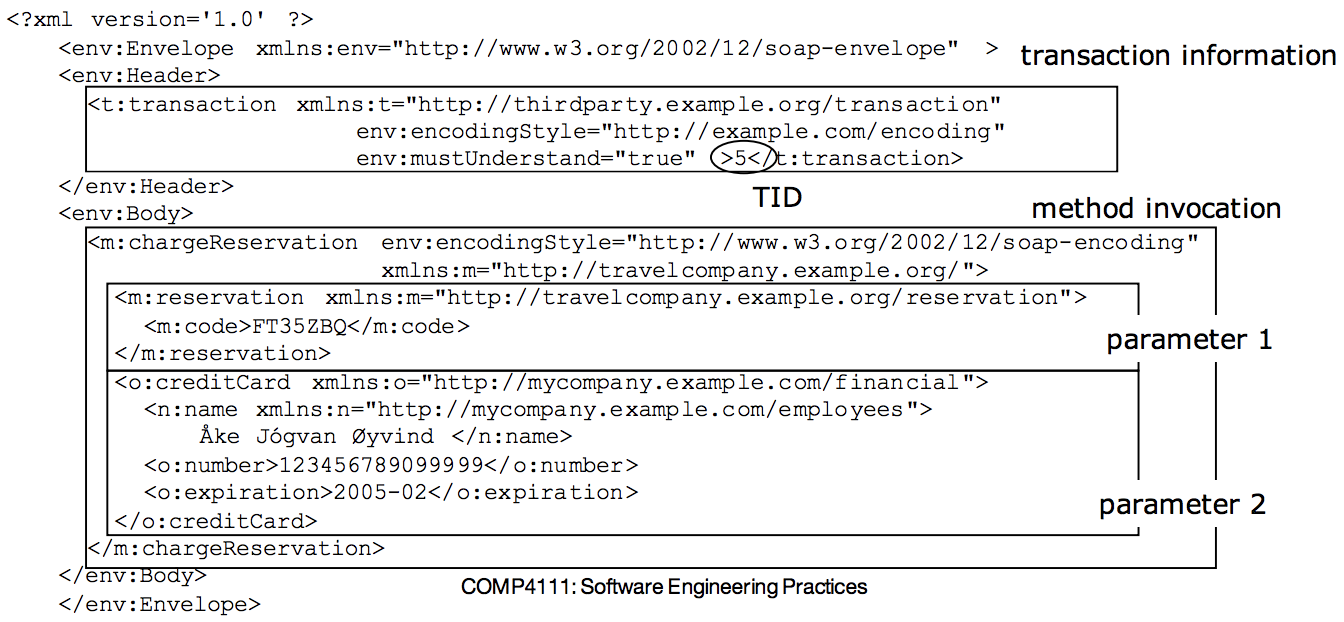 <?xml version='1.0' ?>
<env:Envelope xmlns:env="http://www.w3.org/2002/12/soap-envelope" >
transaction information
<env:Header>
<t:transaction xmlns:t="http://thirdparty.example.org/transaction"
env:encodingStyle="http://example.com/encoding"
env:mustUnderstand="true" >5</t:transaction>
</env:Header>
TID
<env:Body>
method invocation
<m:chargeReservation env:encodingStyle="http://www.w3.org/2002/12/soap-encoding"
xmlns:m="http://travelcompany.example.org/">
<m:reservation xmlns:m="http://travelcompany.example.org/reservation">
<m:code>FT35ZBQ</m:code>
</m:reservation>
parameter 1
<o:creditCard xmlns:o="http://mycompany.example.com/financial">
<n:name xmlns:n="http://mycompany.example.com/employees">
Åke Jógvan Øyvind </n:name>
<o:number>123456789099999</o:number>
<o:expiration>2005-02</o:expiration>
parameter 2
</o:creditCard>
</m:chargeReservation>
</env:Body>
COMP4111: Software Engineering Practices
</env:Envelope>